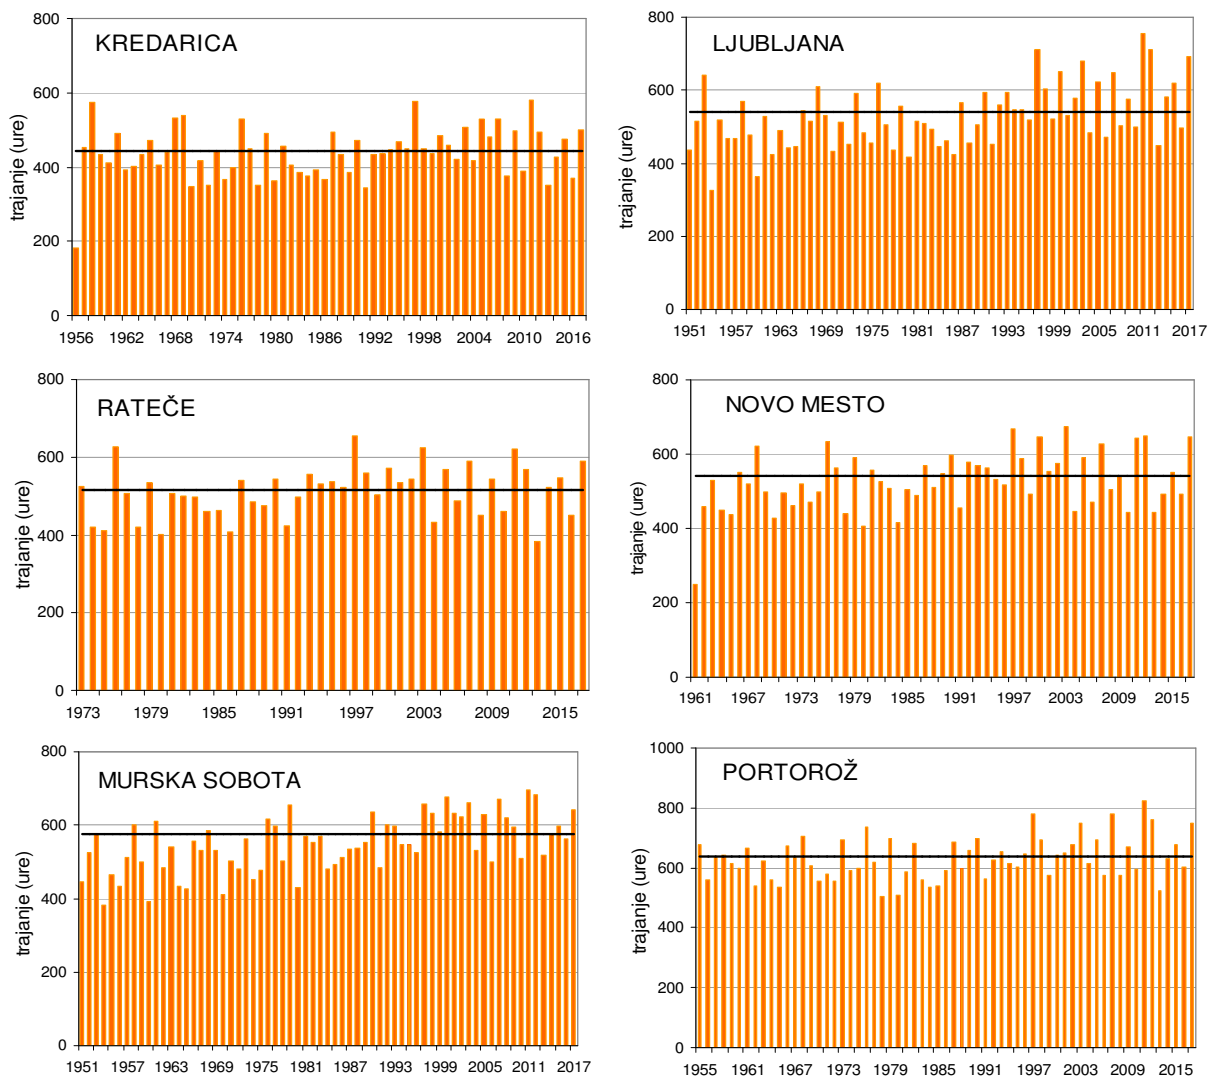 KREDARICA
trajanje (ure)
800
600
400
200
0
1956 1962 1968 1974 1980 1986 1992 1998 2004 2010 2016
LJUBLJANA
trajanje (ure)
800
600
400
200
0
1951 1957 1963 1969 1975 1981 1987 1993 1999 2005 2011 2017
RATEČE
trajanje (ure)
800
600
400
200
0
1973 1979 1985 1991 1997 2003 2009 2015
NOVO MESTO
trajanje (ure)
800
600
400
200
0
1961 1967 1973 1979 1985 1991 1997 2003 2009 2015
MURSKA SOBOTA
trajanje (ure)
800
600
400
200
0
1951 1957 1963 1969 1975 1981 1987 1993 1999 2005 2011 2017
PORTOROŽ
trajanje (ure)
1000
800
600
400
200
0
1955 1961 1967 1973 1979 1985 1991 1997 2003 2009 2015